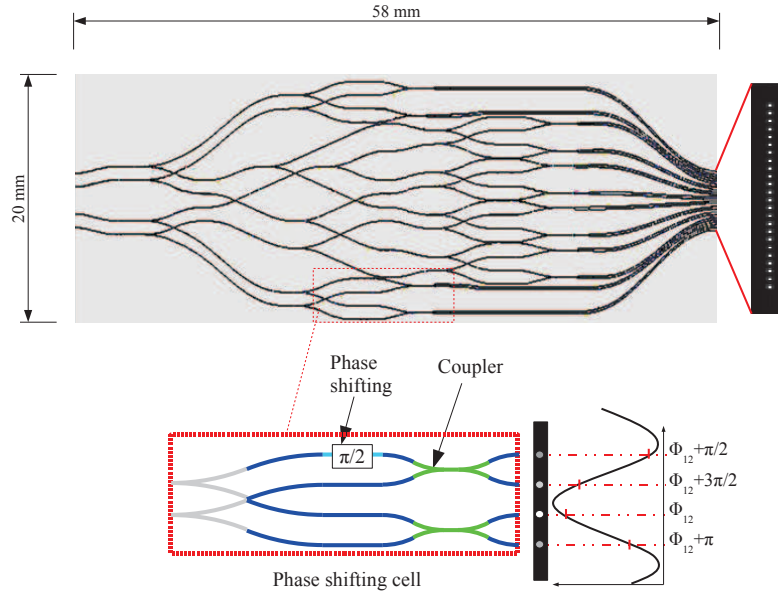 58 mm
20 mm
Phase
shifting
Coupler
π/2
Φ12+π/2
Φ12+3π/2
Φ12
Φ12+π
Phase shifting cell